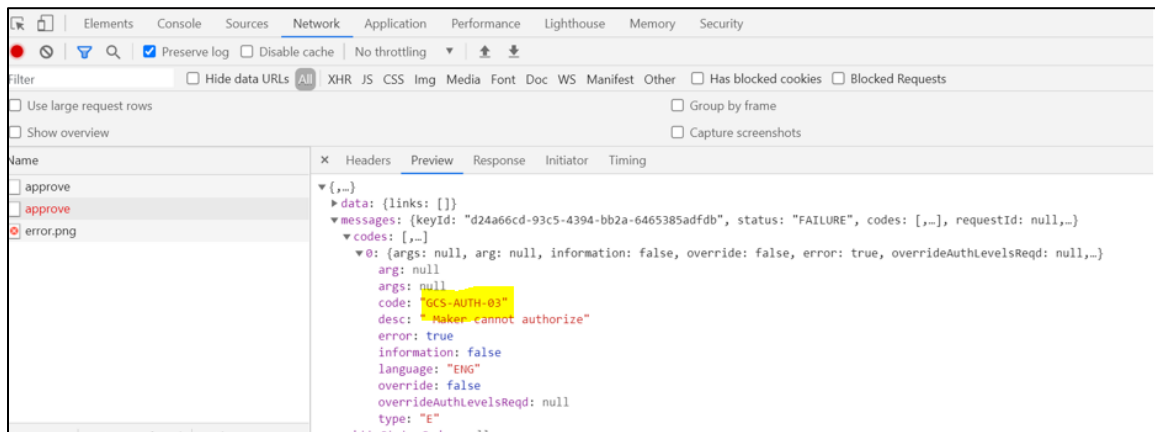 Elements Console Sources Network Application Performance Lighthouse Memory Security
Preserve log Disable cache No throttling
Filter Hide data URLs All XHR JS CSS Img Media Font Doc WS Manifest Other Has blocked cookies Blocked Requests
Use large request rows Group by frame
Show overview Capture screenshots
Name × Headers Preview Response Initiator Timing
approve
approve
error.png
▼{,…}
▶data: {links: []}
▼messages: {keyId: "d24a66cd-93c5-4394-bb2a-6465385adfdb", status: "FAILURE", codes: [,…], requestId: null,…}
▼codes: [,…]
▼0: {args: null, arg: null, information: false, override: false, error: true, overrideAuthLevelsReqd: null,…}
arg: null
args: null
code: "GCS-AUTH-03"
desc: " Maker cannot authorize"
error: true
information: false
language: "ENG"
override: false
overrideAuthLevelsReqd: null
type: "E"